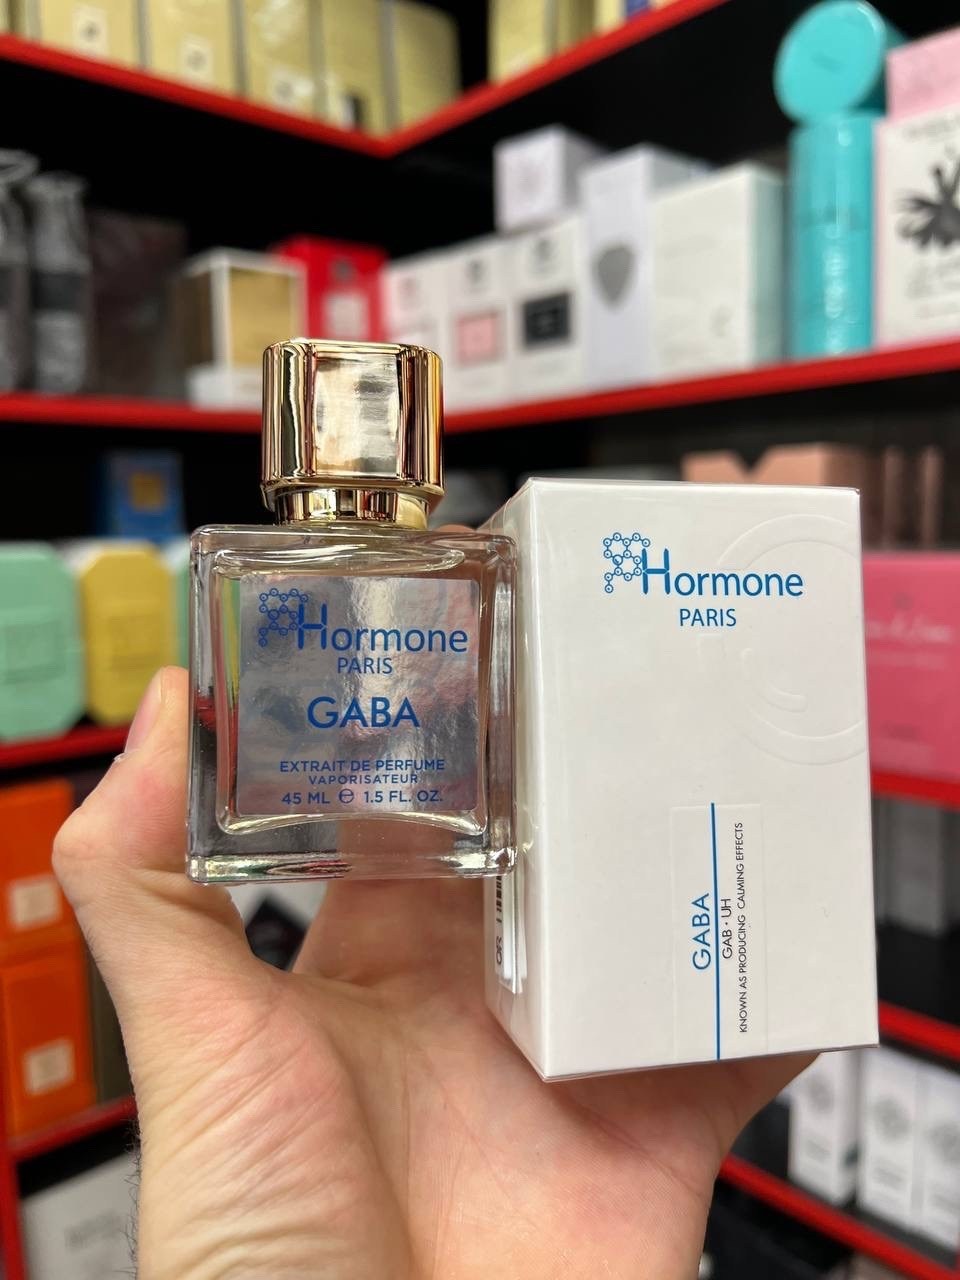 Hormone
PARIS
GABA
EXTRAIT DE PERFUME
VAPORISATEUR
45 ML ℮ 1.5 FL. OZ.
Hormone
PARIS
GABA
GAB · UH
KNOWN AS PRODUCING CALMING EFFECTS